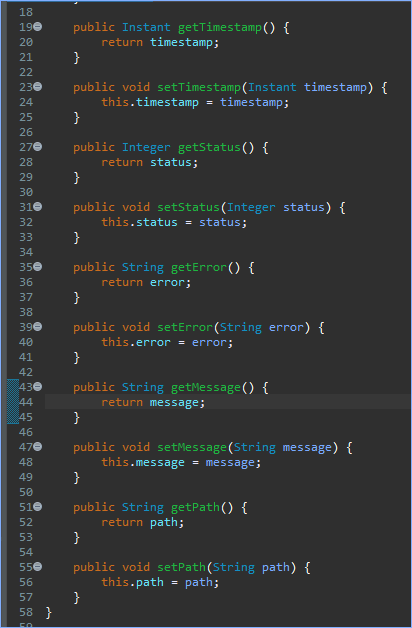 18
19 public Instant getTimestamp() {
20 return timestamp;
21 }
22
23 public void setTimestamp(Instant timestamp) {
24 this.timestamp = timestamp;
25 }
26
27 public Integer getStatus() {
28 return status;
29 }
30
31 public void setStatus(Integer status) {
32 this.status = status;
33 }
34
35 public String getError() {
36 return error;
37 }
38
39 public void setError(String error) {
40 this.error = error;
41 }
42
43 public String getMessage() {
44 return message;
45 }
46
47 public void setMessage(String message) {
48 this.message = message;
49 }
50
51 public String getPath() {
52 return path;
53 }
54
55 public void setPath(String path) {
56 this.path = path;
57 }
58 }